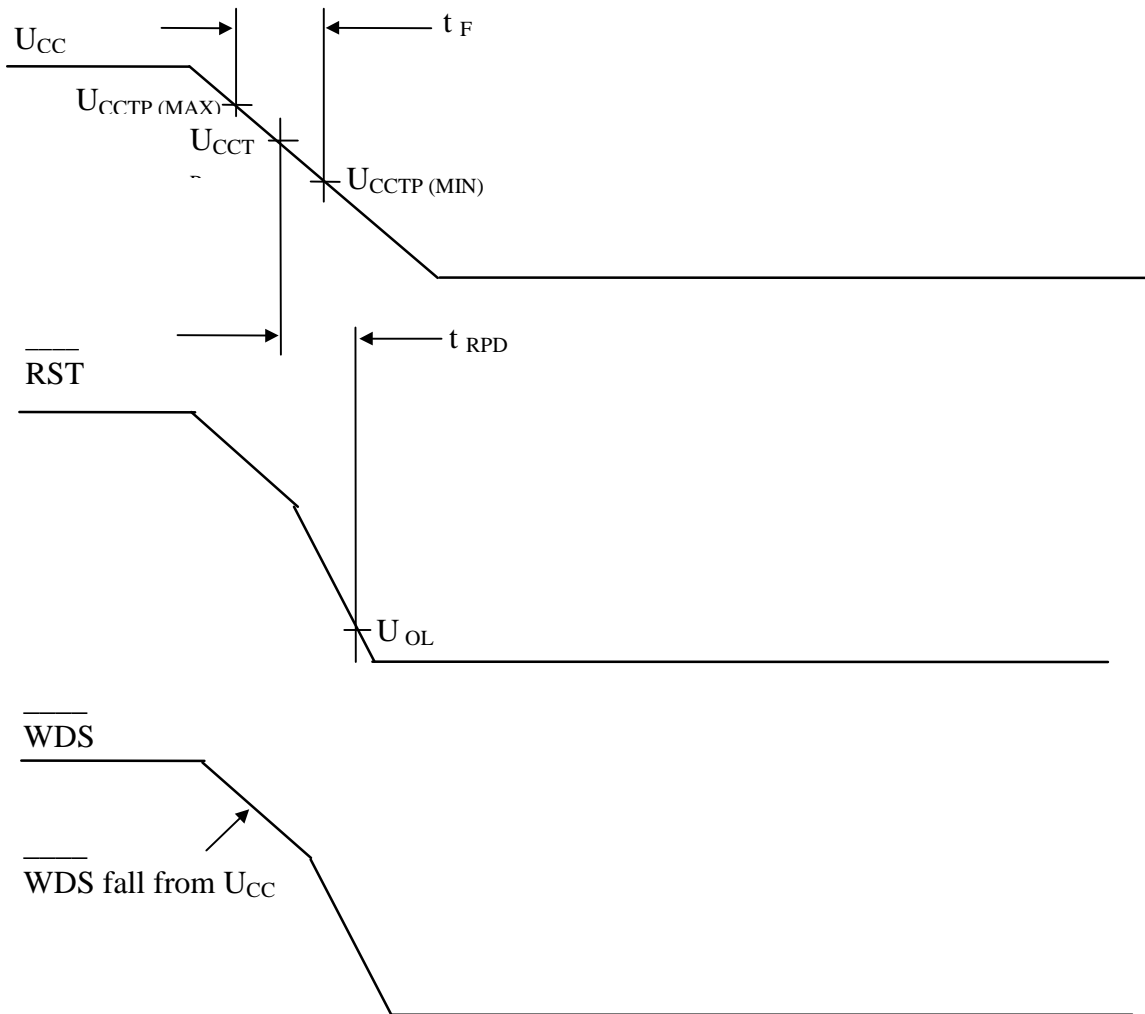 t F
UCC
UCCTP (MAX)
UCCT
UCCTP (MIN)
t RPD
RST
U OL
WDS
WDS fall from UCC